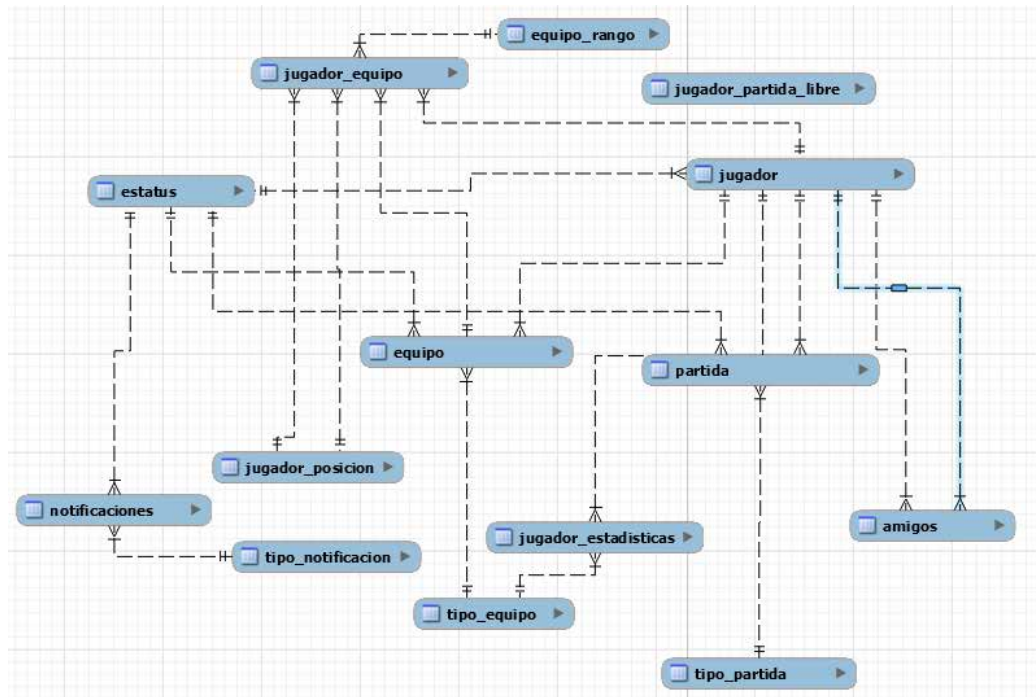 equipo_rango
jugador_equipo
jugador_partida_libre
jugador
estatus
equipo
partida
jugador_posicion
notificaciones
amigos
jugador_estadisticas
tipo_notificacion
tipo_equipo
tipo_partida